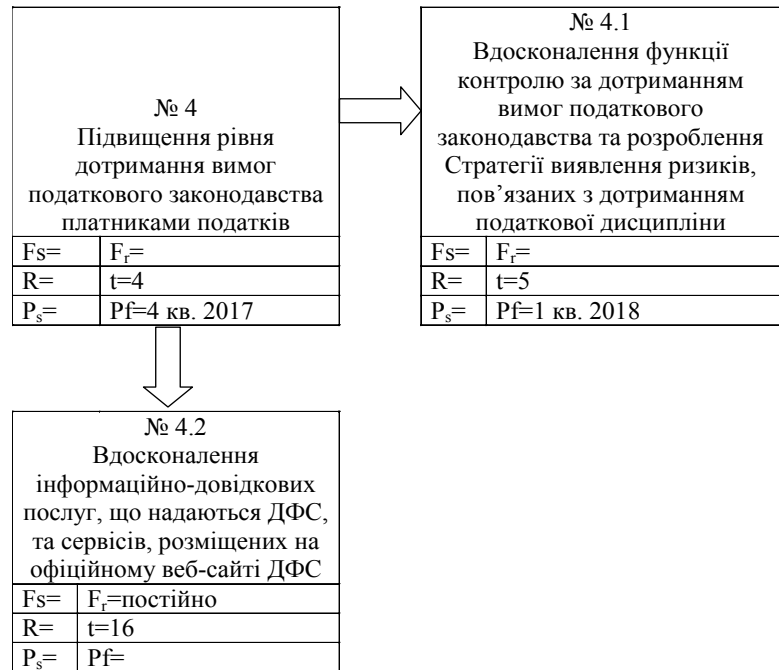 № 4
Підвищення рівня
дотримання вимог
податкового законодавства
платниками податків
Fs= Fr=
R= t=4
Ps= Pf=4 кв. 2017
№ 4.1
Вдосконалення функції
контролю за дотриманням
вимог податкового
законодавства та розроблення
Стратегії виявлення ризиків,
пов’язаних з дотриманням
податкової дисципліни
Fs= Fr=
R= t=5
Ps= Pf=1 кв. 2018
№ 4.2
Вдосконалення
інформаційно-довідкових
послуг, що надаються ДФС,
та сервісів, розміщених на
офіційному веб-сайті ДФС
Fs= Fr=постійно
R= t=16
Ps= Pf=